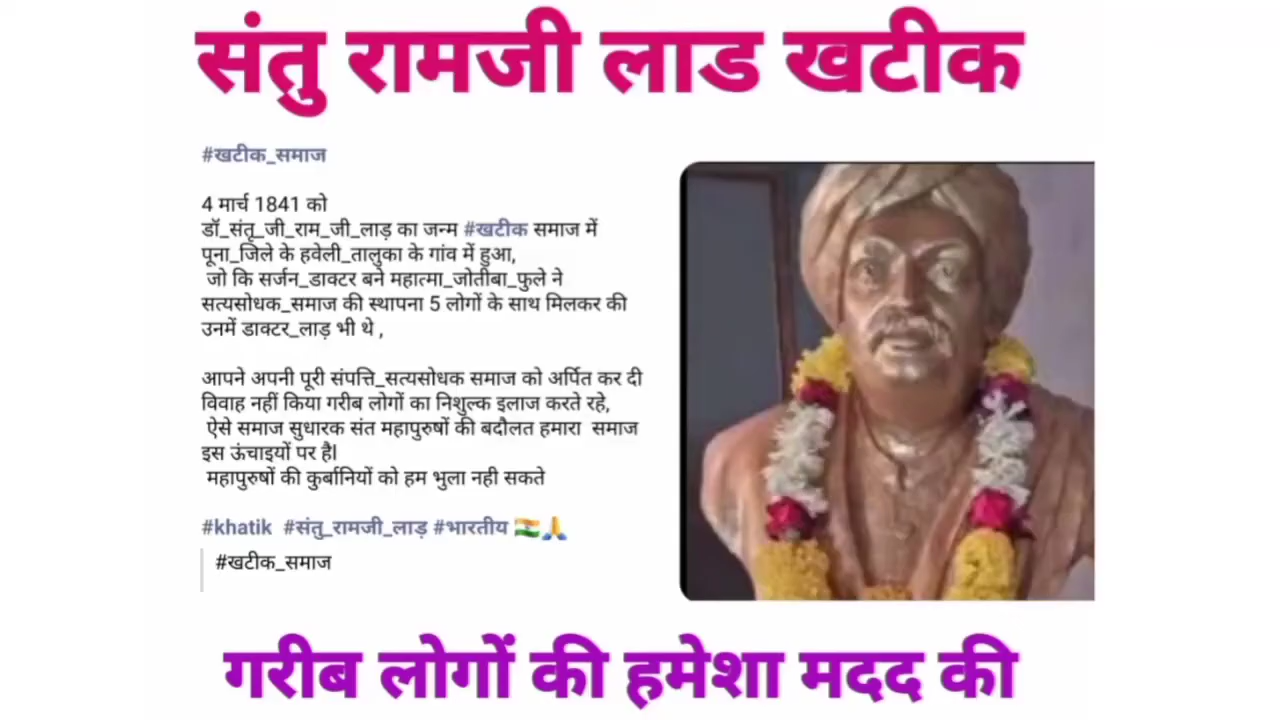 संतु रामजी लाड खटीक
#खटीक_समाज
4 मार्च 1841 को
डॉ_संतृ_जी_राम_जी_लाड़ का जन्म #खटीक समाज में
पूना_जिले के हवेली_तालुका के गांव में हुआ,
जो कि सर्जन_डाक्टर बने महात्मा_जोतीबा_फुले ने
सत्यसोधक_समाज की स्थापना 5 लोगों के साथ मिलकर की
उनमें डाक्टर_लाड़ भी थे ,
आपने अपनी पूरी संपत्ति_सत्यसोधक समाज को अर्पित कर दी
विवाह नहीं किया गरीब लोगों का निशुल्क इलाज करते रहे,
ऐसे समाज सुधारक संत महापुरुषों की बदौलत हमारा  समाज
इस ऊंचाइयों पर है।
महापुरुषों की कुर्बानियों को हम भुला नही सकते
#khatik  #संतु_रामजी_लाड़ #भारतीय 🇮🇳🙏
#खटीक_समाज
गरीब लोगों की हमेशा मदद की